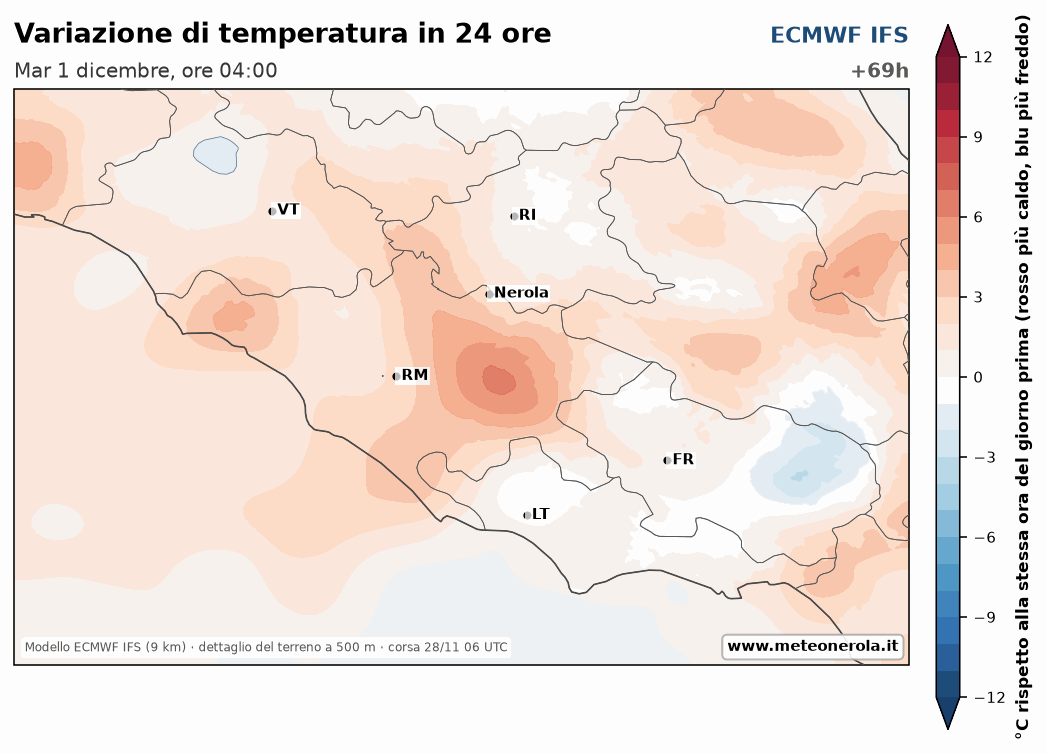 Variazione di temperatura in 24 ore
ECMWF IFS
Mar 1 dicembre, ore 04:00
+69h
VT
RI
Nerola
RM
FR
LT
Modello ECMWF IFS (9 km) · dettaglio del terreno a 500 m · corsa 28/11 06 UTC
www.meteonerola.it
12
9
6
3
0
−3
−6
−9
−12
°C rispetto alla stessa ora del giorno prima (rosso più caldo, blu più freddo)